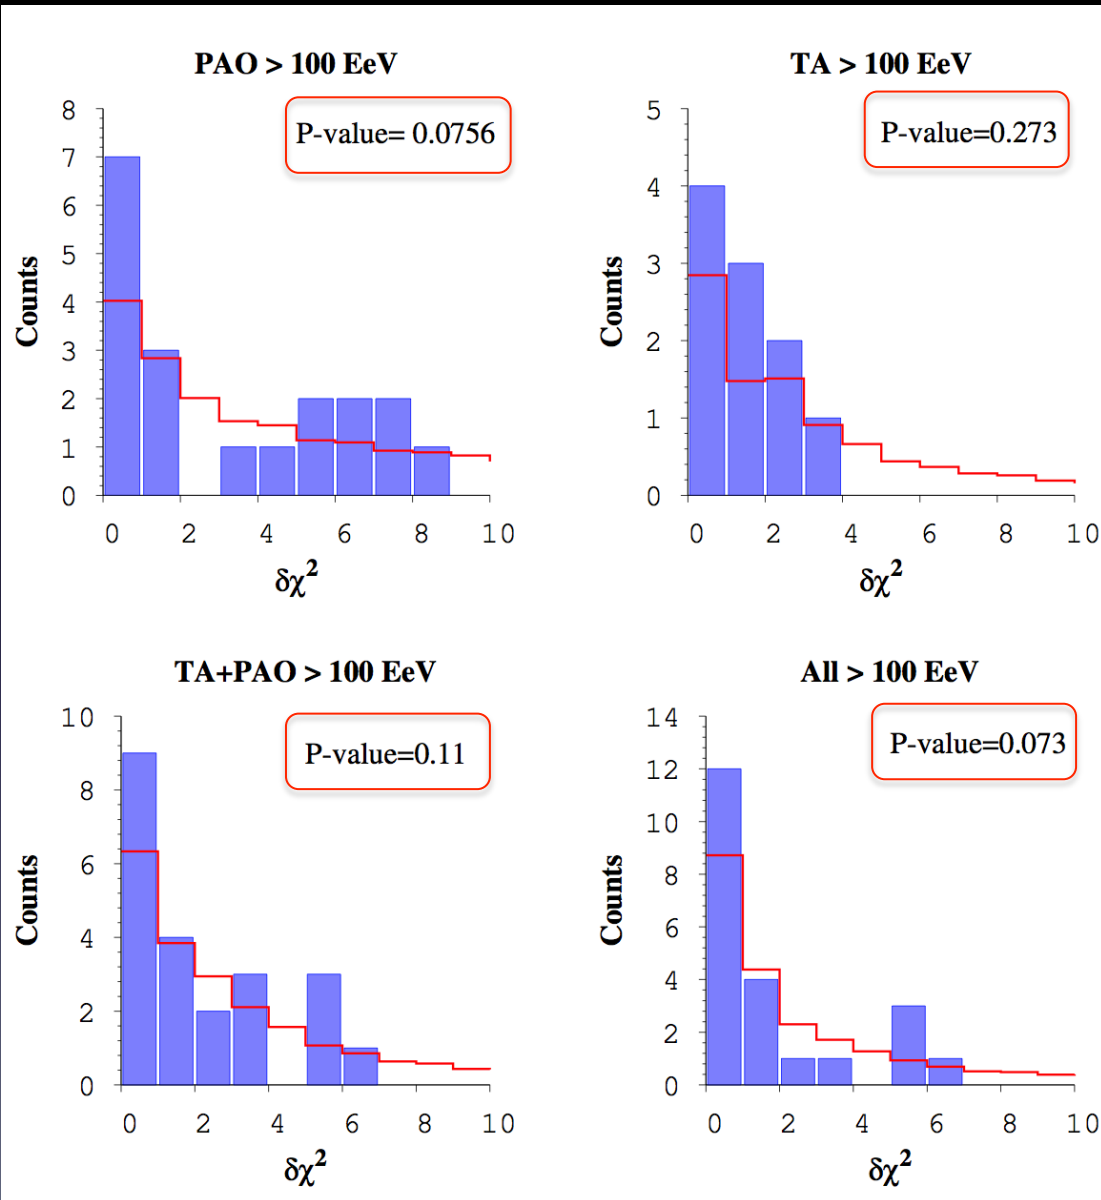 PAO > 100 EeV
P-value= 0.0756
Counts
8
7
6
5
4
3
2
1
0
0 2 4 6 8 10
δχ²
TA > 100 EeV
P-value=0.273
Counts
5
4
3
2
1
0
0 2 4 6 8 10
δχ²
TA+PAO > 100 EeV
P-value=0.11
Counts
10
8
6
4
2
0
0 2 4 6 8 10
δχ²
All > 100 EeV
P-value=0.073
Counts
14
12
10
8
6
4
2
0
0 2 4 6 8 10
δχ²